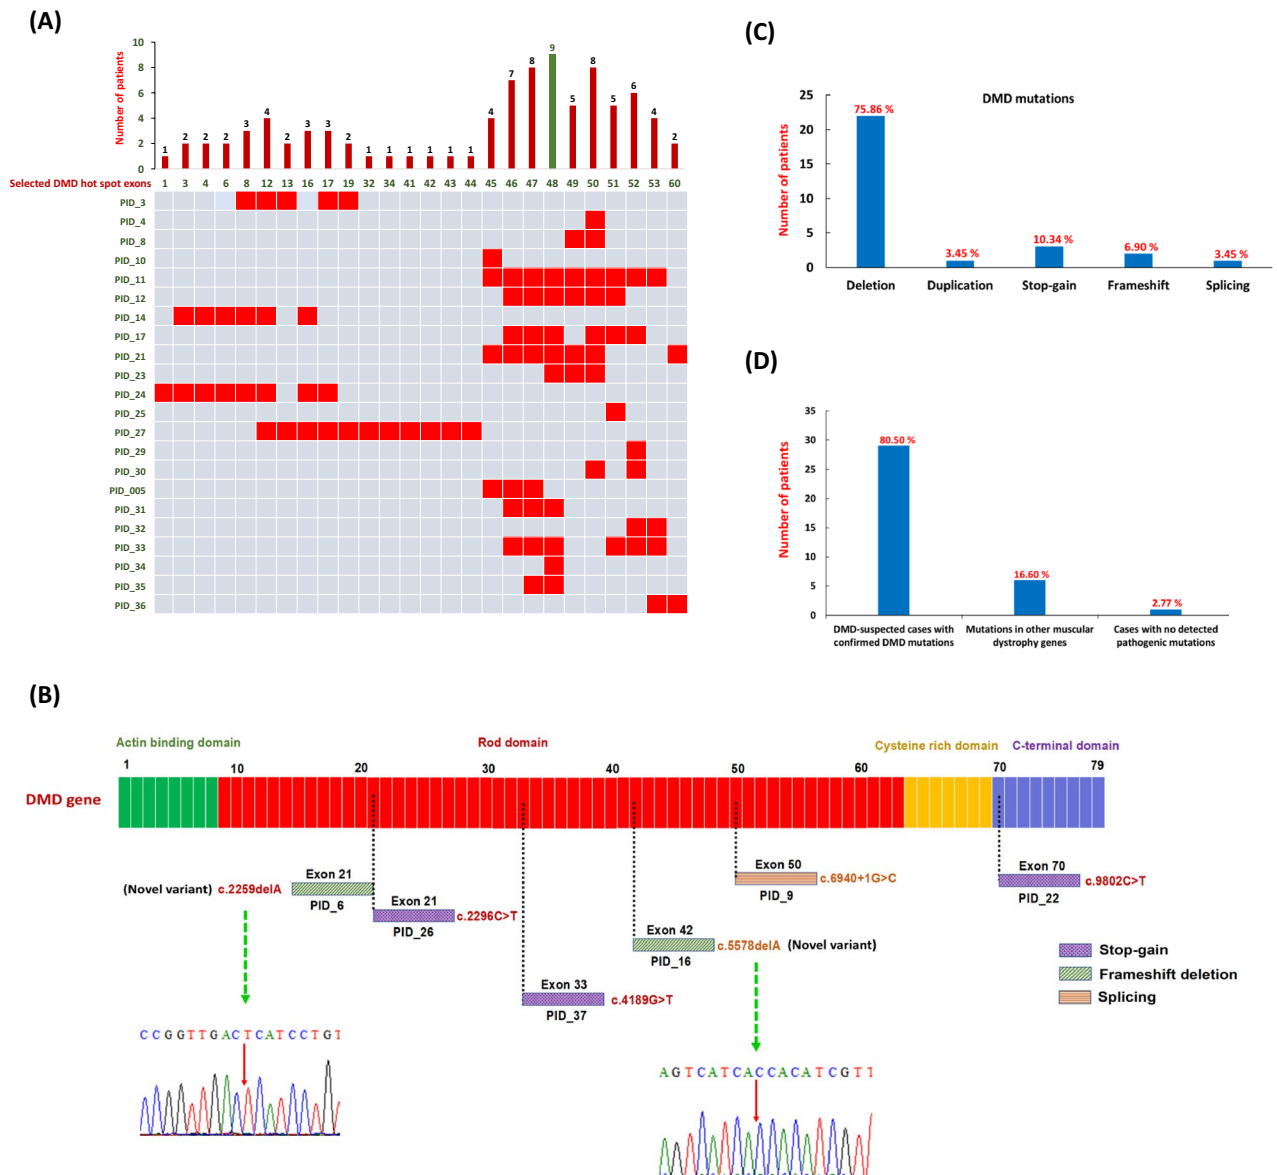 (A)
Number of patients
10
8
6
4
2
0
1 2 2 2 3 4 2 3 3 2 1 1 1 1 1 1 4 7 8 9 5 8 5 6 4 2
Selected DMD hot spot exons 1 3 4 6 8 12 13 16 17 19 32 34 41 42 43 44 45 46 47 48 49 50 51 52 53 60
PID_3
PID_4
PID_8
PID_10
PID_11
PID_12
PID_14
PID_17
PID_21
PID_23
PID_24
PID_25
PID_27
PID_29
PID_30
PID_005
PID_31
PID_32
PID_33
PID_34
PID_35
PID_36
(C)
DMD mutations
Number of patients
25
20
15
10
5
0
75.86 %
3.45 %
10.34 %
6.90 %
3.45 %
Deletion Duplication Stop-gain Frameshift Splicing
(D)
Number of patients
35
30
25
20
15
10
5
0
80.50 %
16.60 %
2.77 %
DMD-suspected cases with
confirmed DMD mutations
Mutations in other muscular
dystrophy genes
Cases with no detected
pathogenic mutations
(B)
Actin binding domain Rod domain Cysteine rich domain C-terminal domain
1 10 20 30 40 50 60 70 79
DMD gene
(Novel variant) c.2259delA
Exon 21
PID_6
Exon 21
c.2296C>T
PID_26
Exon 33
c.4189G>T
PID_37
Exon 42
c.5578delA (Novel variant)
PID_16
Exon 50
c.6940+1G>C
PID_9
Exon 70
c.9802C>T
PID_22
Stop-gain
Frameshift deletion
Splicing
CCGGTTGACTCATCCTGT
AGTCATCACCACATCGTT